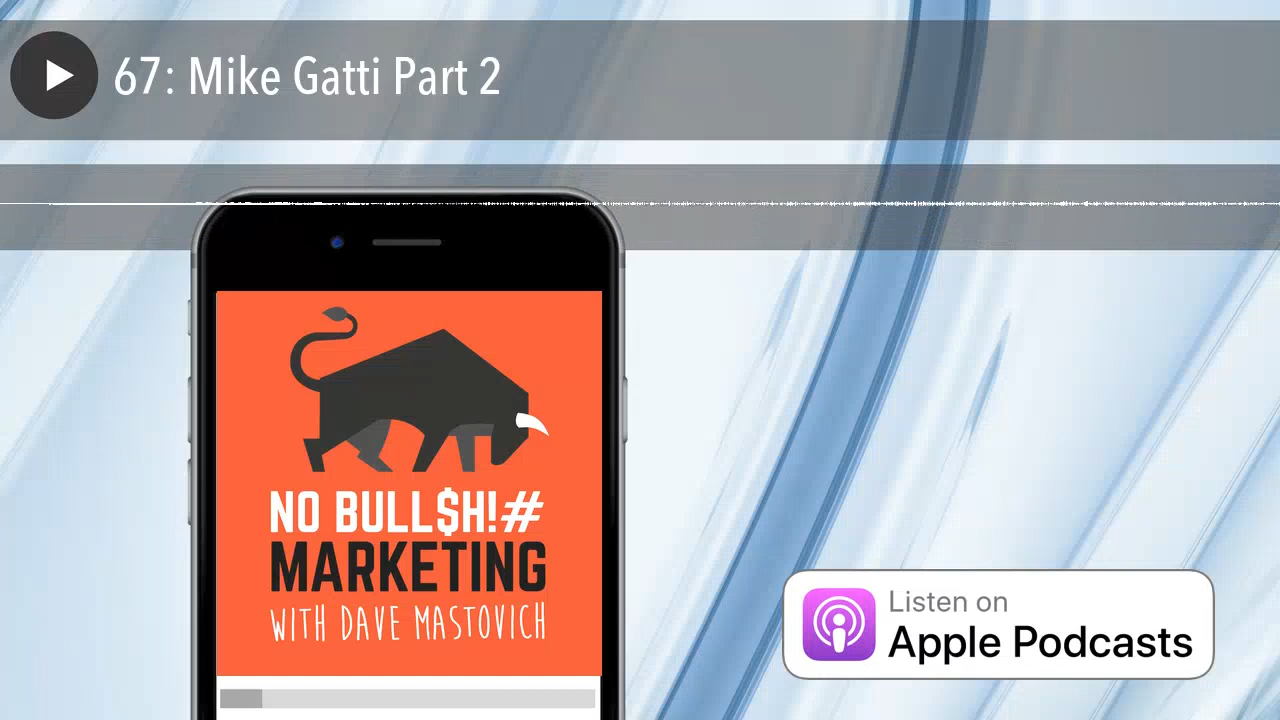 67: Mike Gatti Part 2
NO BULL$H!#
MARKETING
WITH DAVE MASTOVICH
Listen on
Apple Podcasts